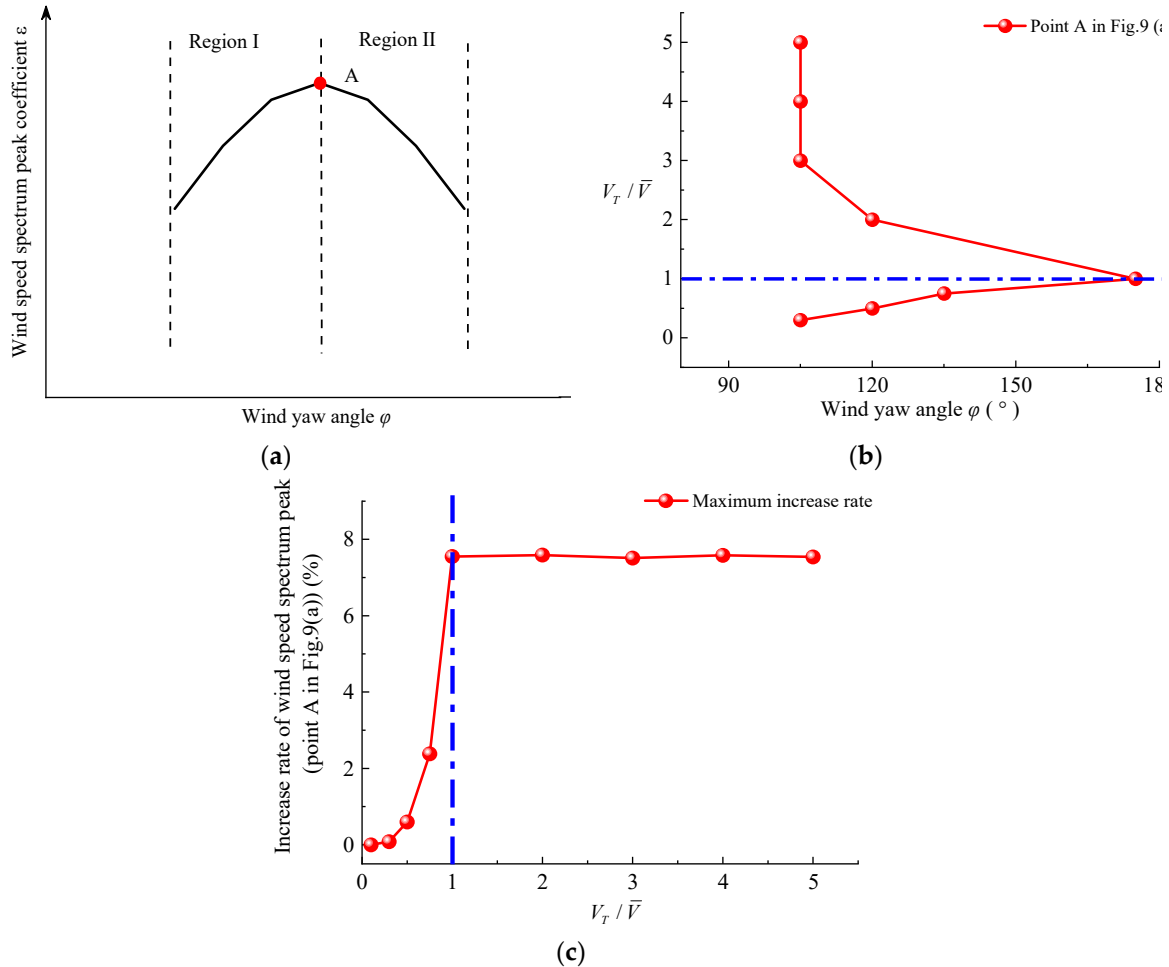 Wind speed spectrum peak coefficient ε
Region I
Region II
A
Wind yaw angle φ
(a)
Point A in Fig.9 (a
V_T / V̄
5
4
3
2
1
0
90
120
150
18
Wind yaw angle φ ( ° )
(b)
Increase rate of wind speed spectrum peak
(point A in Fig.9(a)) (%)
Maximum increase rate
8
6
4
2
0
0
1
2
3
4
5
V_T / V̄
(c)